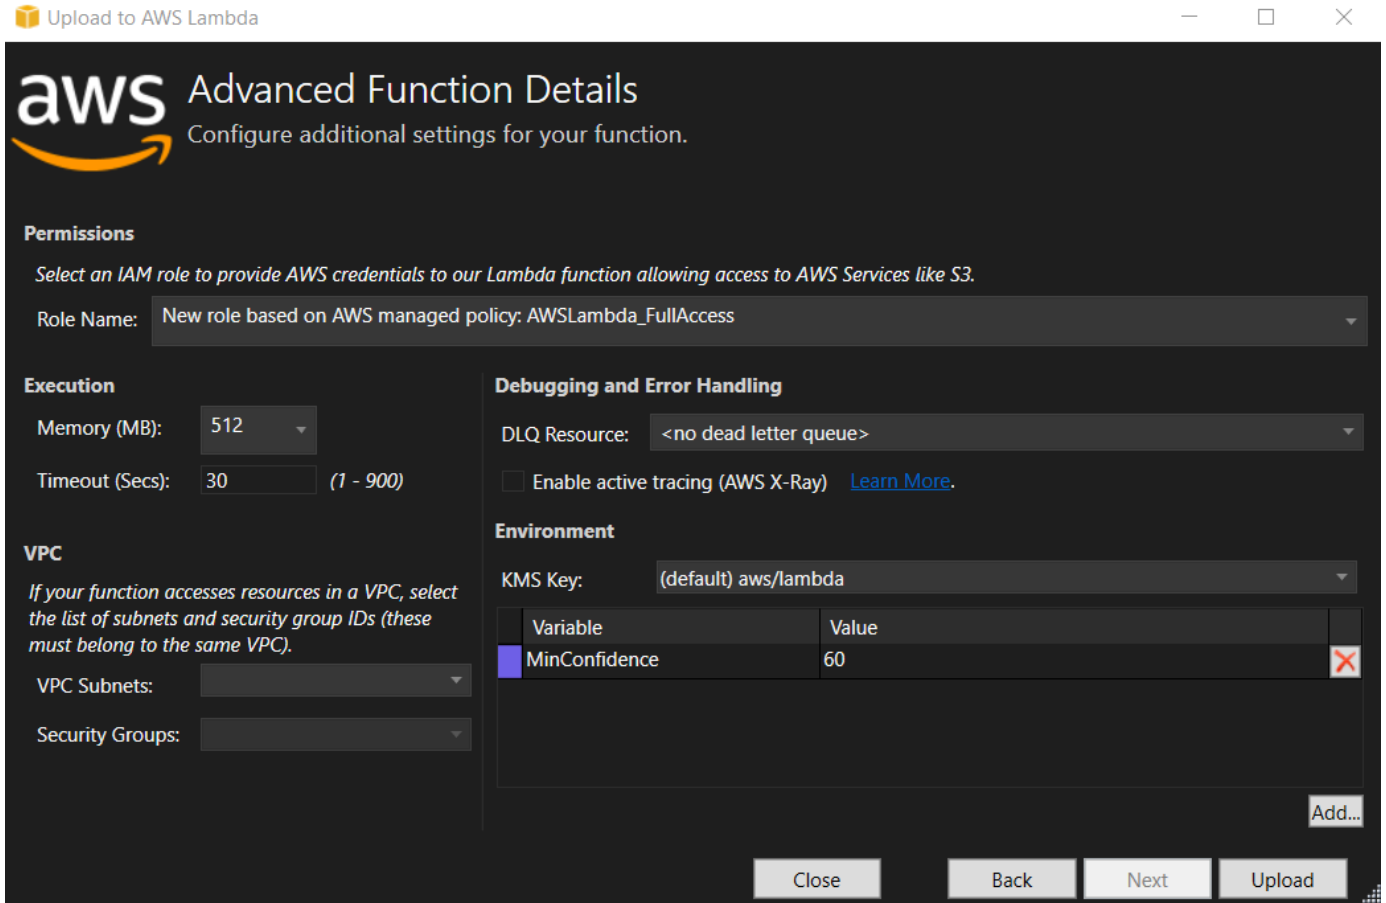 Upload to AWS Lambda
aws
Advanced Function Details
Configure additional settings for your function.
Permissions
Select an IAM role to provide AWS credentials to our Lambda function allowing access to AWS Services like S3.
Role Name: New role based on AWS managed policy: AWSLambda_FullAccess
Execution
Memory (MB): 512
Timeout (Secs): 30 (1 - 900)
VPC
If your function accesses resources in a VPC, select
the list of subnets and security group IDs (these
must belong to the same VPC).
VPC Subnets:
Security Groups:
Debugging and Error Handling
DLQ Resource: <no dead letter queue>
Enable active tracing (AWS X-Ray) Learn More.
Environment
KMS Key: (default) aws/lambda
Variable Value
MinConfidence 60
Add...
Close Back Next Upload